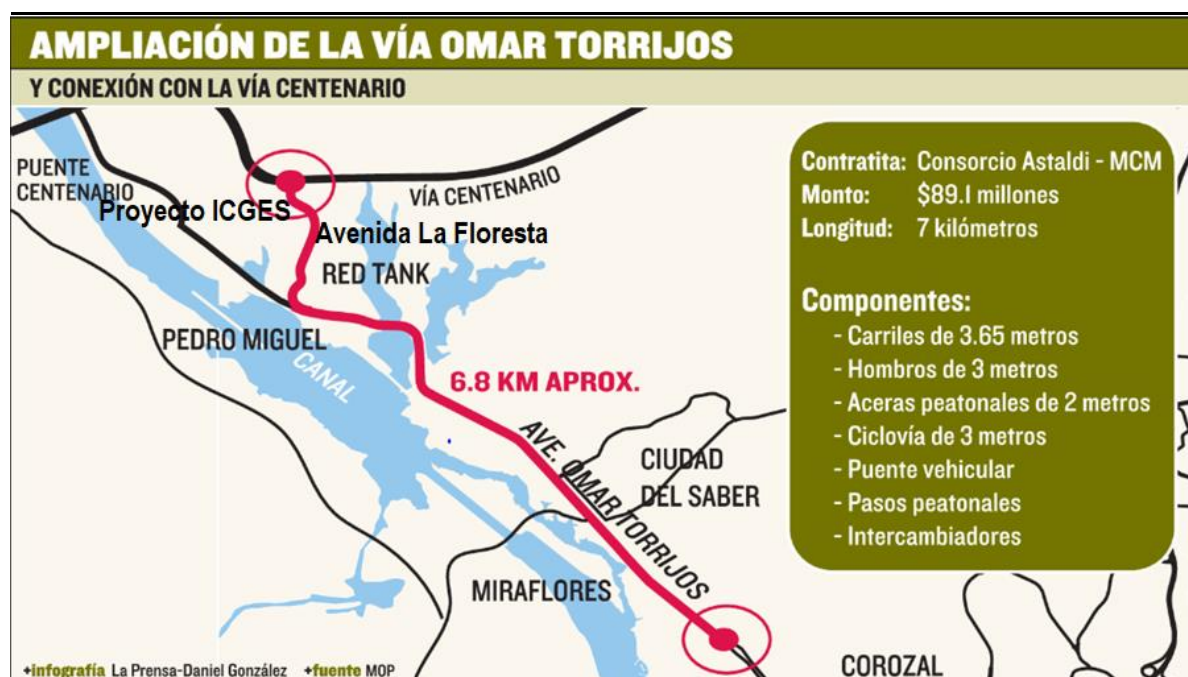 AMPLIACIÓN DE LA VÍA OMAR TORRIJOS
Y CONEXIÓN CON LA VÍA CENTENARIO
PUENTE
CENTENARIO
Proyecto ICGES
VÍA CENTENARIO
Avenida La Floresta
RED TANK
PEDRO MIGUEL
CANAL
6.8 KM APROX.
AVE. OMAR TORRIJOS
CIUDAD
DEL SABER
MIRAFLORES
COROZAL
Contratita: Consorcio Astaldi - MCM
Monto: $89.1 millones
Longitud: 7 kilómetros
Componentes:
- Carriles de 3.65 metros
- Hombros de 3 metros
- Aceras peatonales de 2 metros
- Ciclovía de 3 metros
- Puente vehicular
- Pasos peatonales
- Intercambiadores
+infografía La Prensa-Daniel González +fuente MOP